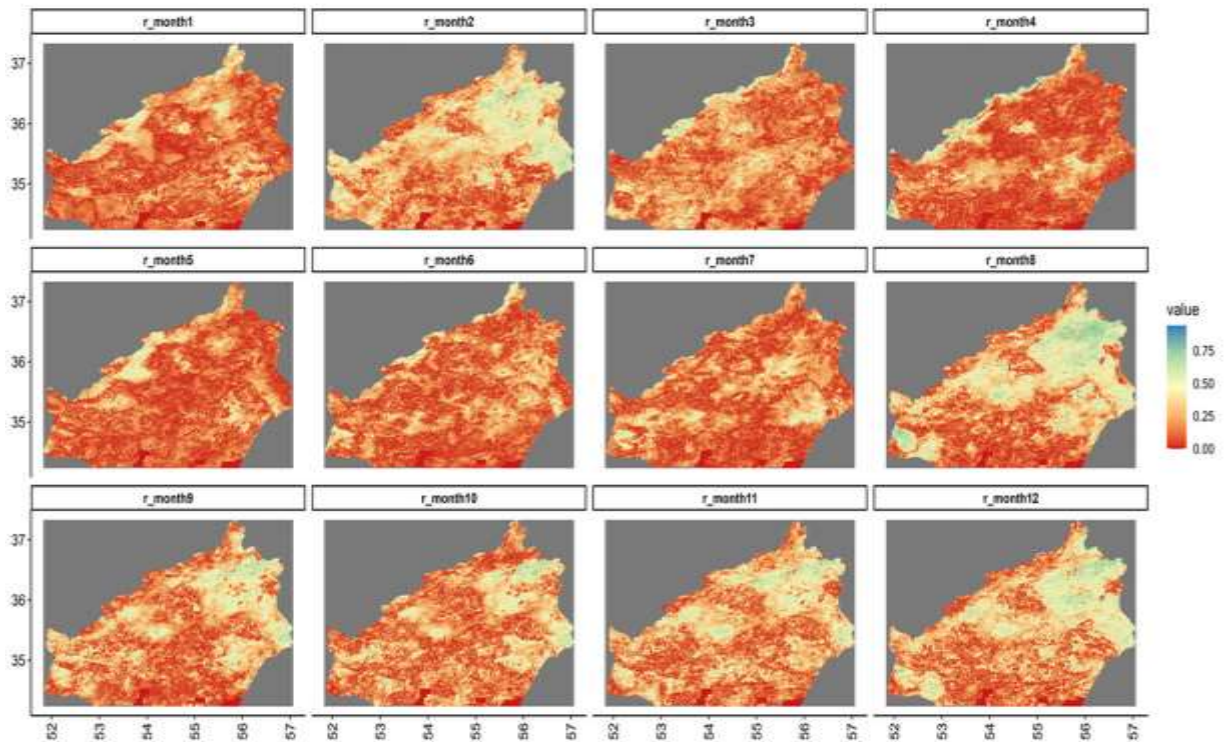 r_month1 r_month2 r_month3 r_month4
37
36
35
r_month5 r_month6 r_month7 r_month8
37
36
35
value
0.75
0.50
0.25
0.00
r_month9 r_month10 r_month11 r_month12
37
36
35
52 53 54 55 56 57 52 53 54 55 56 57 52 53 54 55 56 57 52 53 54 55 56 57